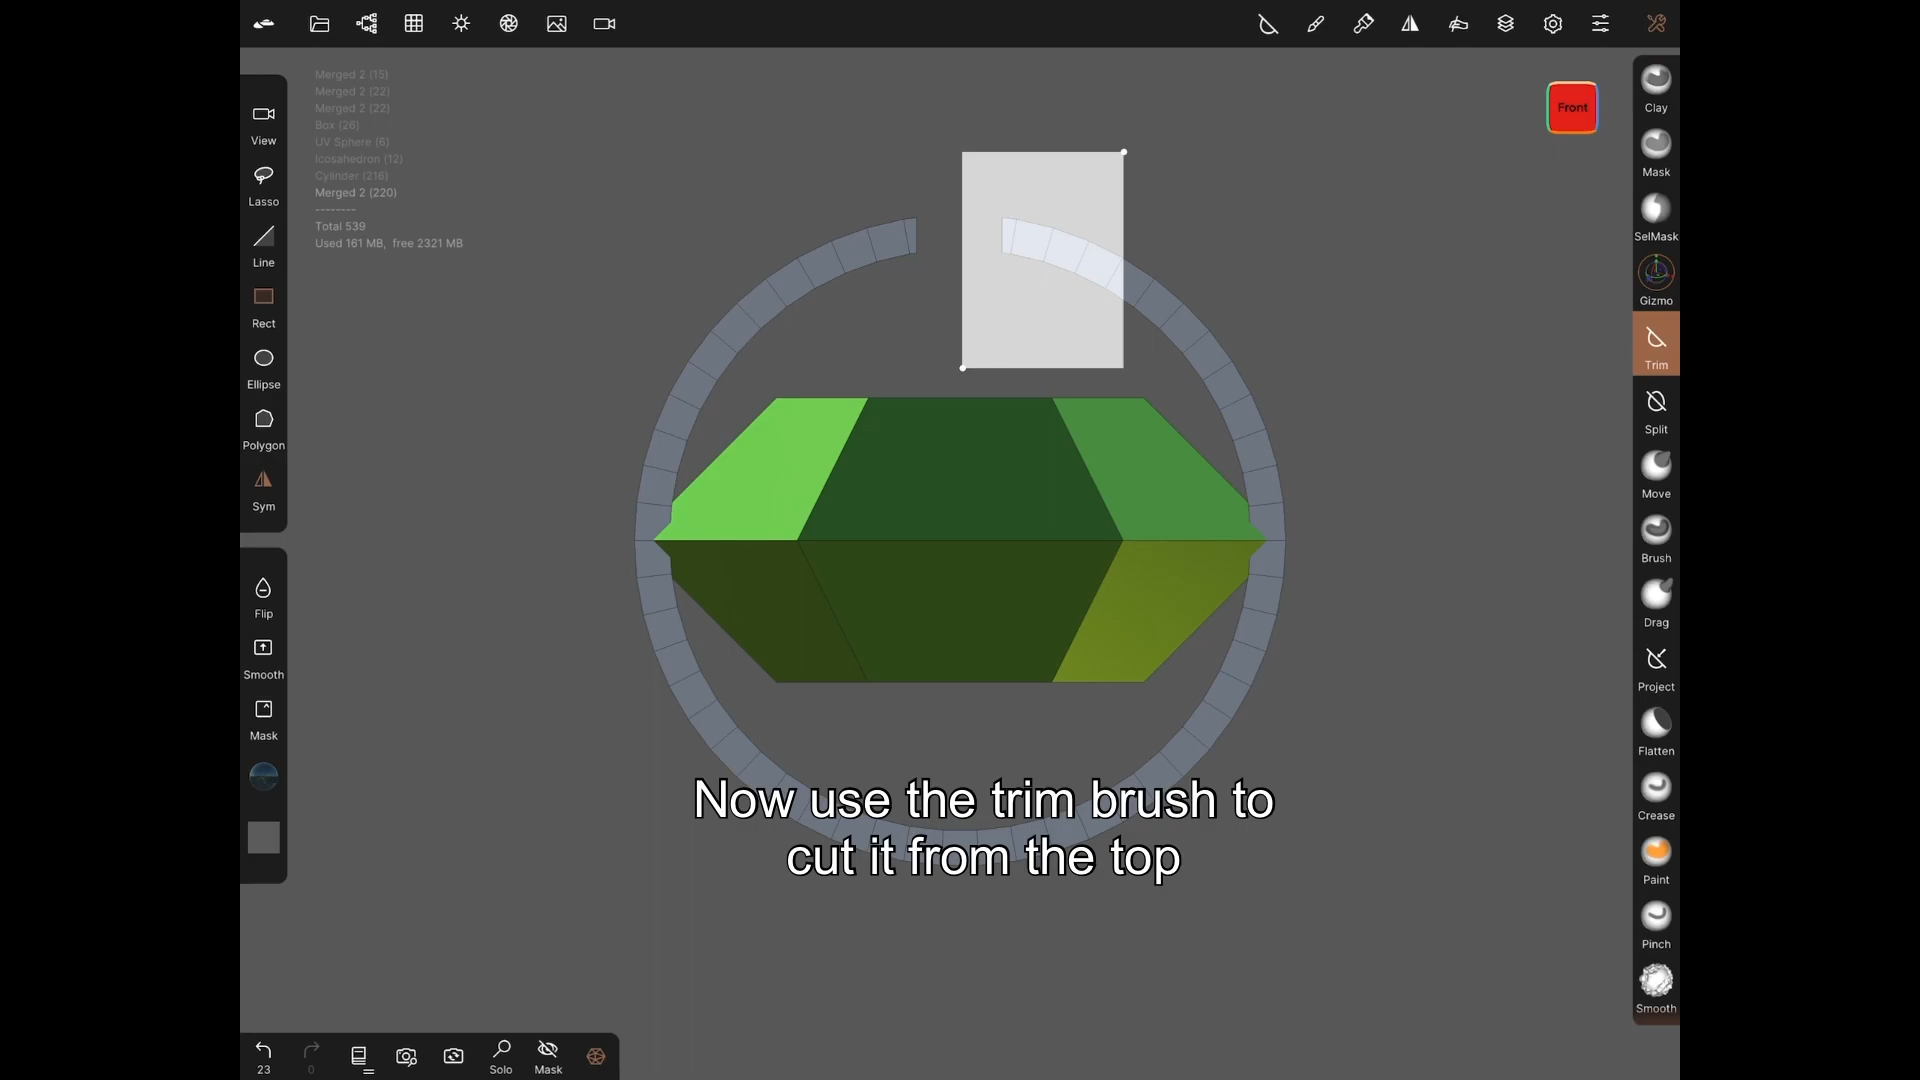 Merged 2 (15)
Merged 2 (22)
Merged 2 (22)
Box (26)
UV Sphere (6)
Icosahedron (12)
Cylinder (216)
Merged 2 (220)
--------
Total 539
Used 161 MB, free 2321 MB
Front
View
Lasso
Line
Rect
Ellipse
Polygon
Sym
Flip
Smooth
Mask
Clay
Mask
SelMask
Gizmo
Trim
Split
Move
Brush
Drag
Project
Flatten
Crease
Paint
Pinch
Smooth
Now use the trim brush to
cut it from the top
23
0
Solo
Mask